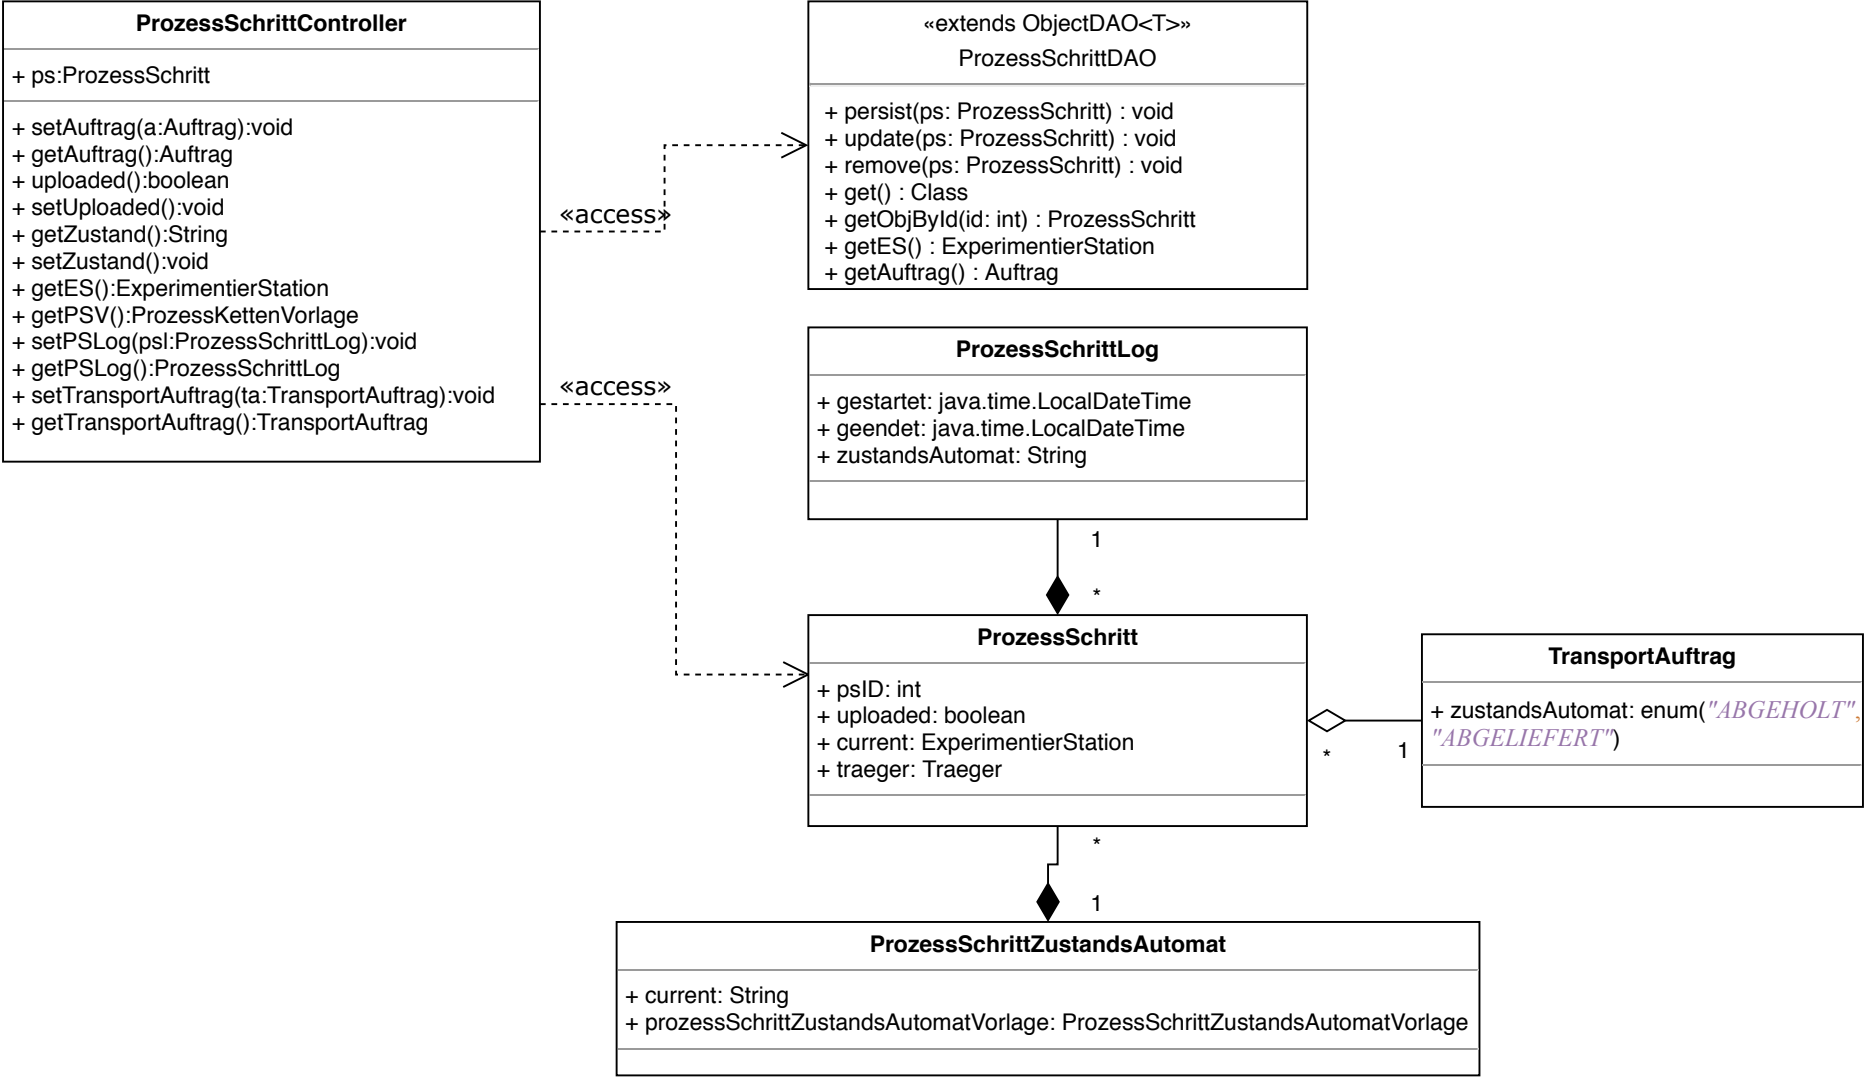 ProzessSchrittController
+ ps:ProzessSchritt
+ setAuftrag(a:Auftrag):void
+ getAuftrag():Auftrag
+ uploaded():boolean
+ setUploaded():void
+ getZustand():String
+ setZustand():void
+ getES():ExperimentierStation
+ getPSV():ProzessKettenVorlage
+ setPSLog(psl:ProzessSchrittLog):void
+ getPSLog():ProzessSchrittLog
+ setTransportAuftrag(ta:TransportAuftrag):void
+ getTransportAuftrag():TransportAuftrag
«access»
«access»
«extends ObjectDAO<T>»
ProzessSchrittDAO
+ persist(ps: ProzessSchritt) : void
+ update(ps: ProzessSchritt) : void
+ remove(ps: ProzessSchritt) : void
+ get() : Class
+ getObjById(id: int) : ProzessSchritt
+ getES() : ExperimentierStation
+ getAuftrag() : Auftrag
ProzessSchrittLog
+ gestartet: java.time.LocalDateTime
+ geendet: java.time.LocalDateTime
+ zustandsAutomat: String
1
*
ProzessSchritt
+ psID: int
+ uploaded: boolean
+ current: ExperimentierStation
+ traeger: Traeger
*
1
TransportAuftrag
+ zustandsAutomat: enum("ABGEHOLT",
"ABGELIEFERT")
*
1
ProzessSchrittZustandsAutomat
+ current: String
+ prozessSchrittZustandsAutomatVorlage: ProzessSchrittZustandsAutomatVorlage